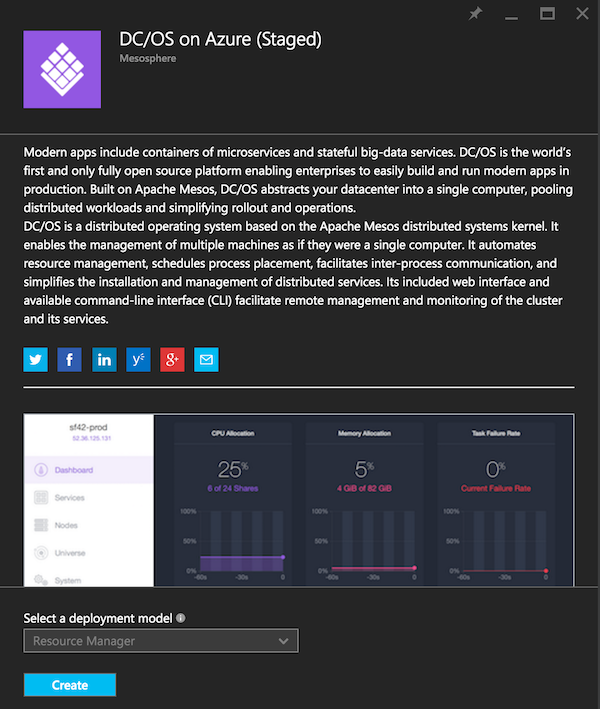 DC/OS on Azure (Staged)
Mesosphere
Modern apps include containers of microservices and stateful big-data services. DC/OS is the world's
first and only fully open source platform enabling enterprises to easily build and run modern apps in
production. Built on Apache Mesos, DC/OS abstracts your datacenter into a single computer, pooling
distributed workloads and simplifying rollout and operations.
DC/OS is a distributed operating system based on the Apache Mesos distributed systems kernel. It
enables the management of multiple machines as if they were a single computer. It automates
resource management, schedules process placement, facilitates inter-process communication, and
simplifies the installation and management of distributed services. Its included web interface and
available command-line interface (CLI) facilitate remote management and monitoring of the cluster
and its services.
sf42-prod
52.36.125.131
Dashboard
Services
Nodes
Universe
System
CPU Allocation
25%
6 of 24 Shares
100%
50%
0%
-60s -30s 0
Memory Allocation
5%
4 GiB of 82 GiB
100%
50%
0%
-60s -30s 0
Task Failure Rate
0%
Current Failure Rate
100%
50%
0%
-60s -30s 0
Select a deployment model
Resource Manager
Create